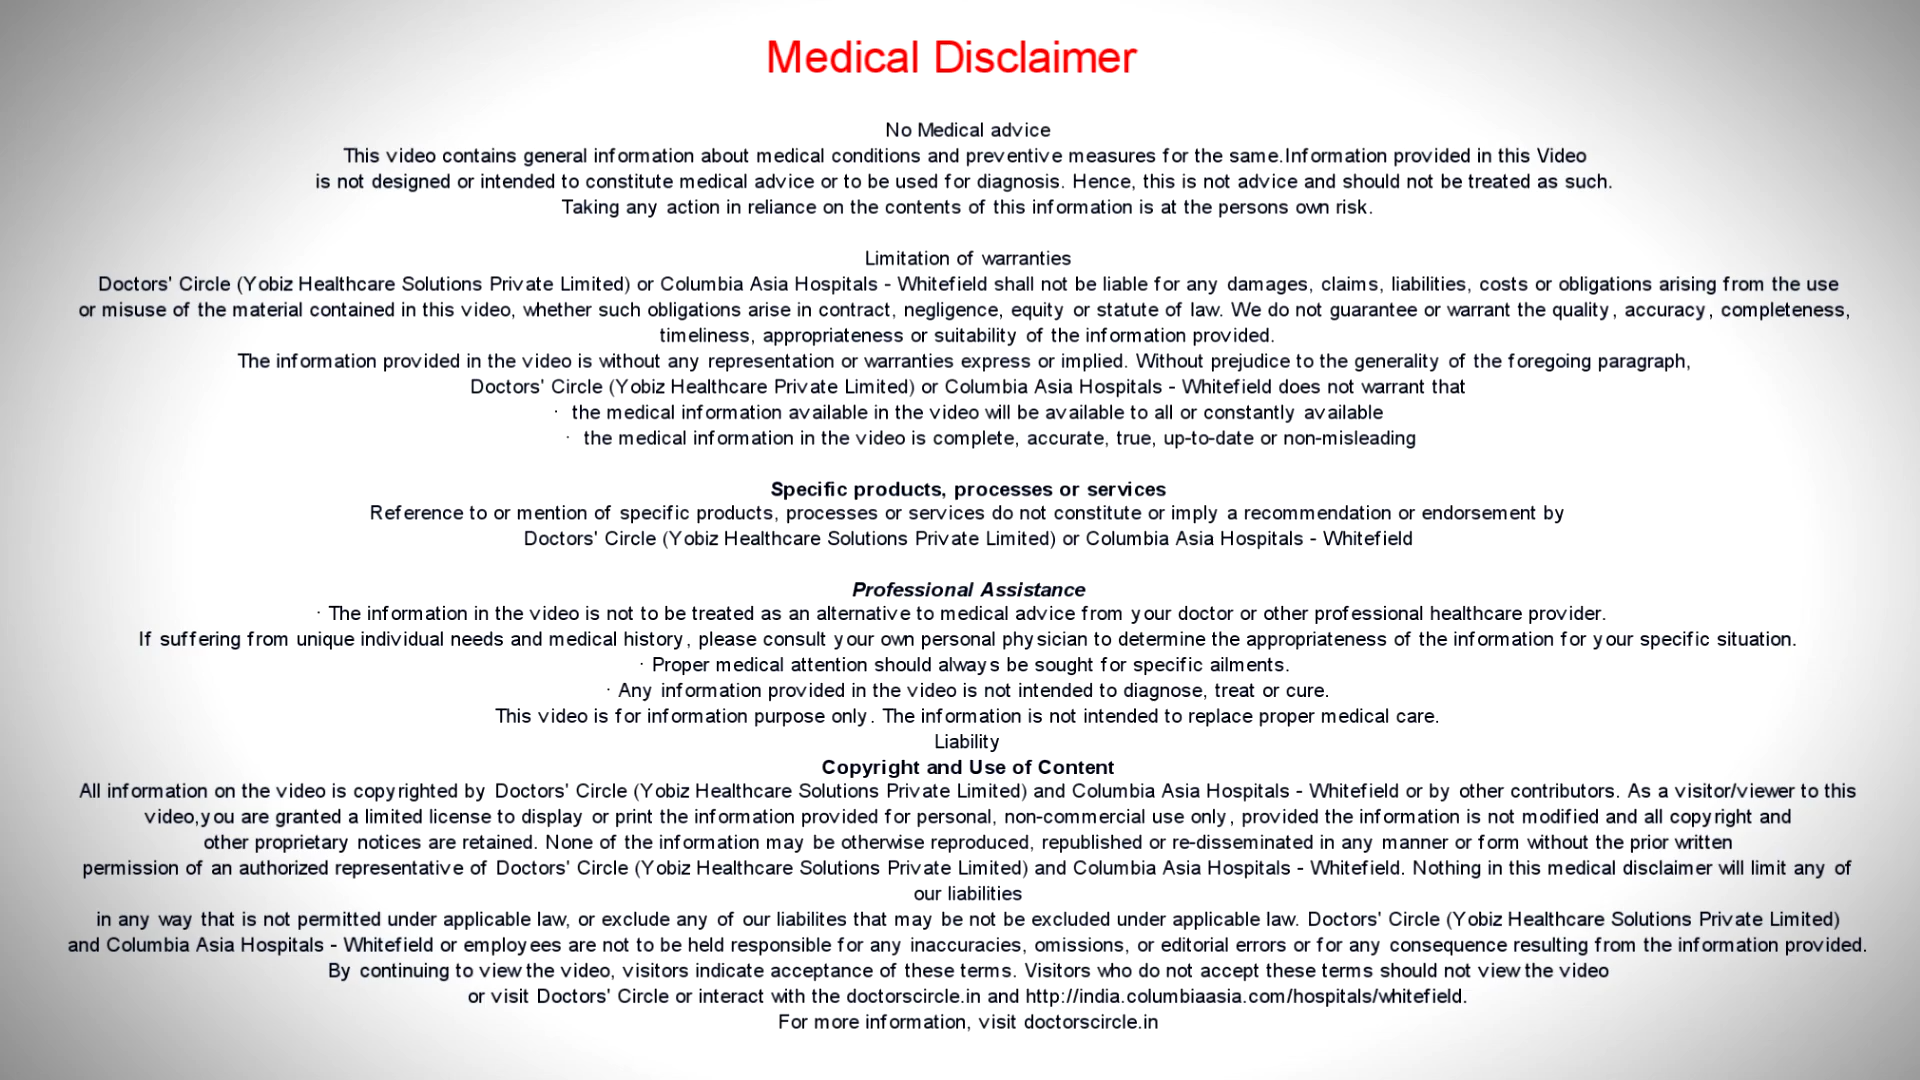 Medical Disclaimer
No Medical advice
This video contains general information about medical conditions and preventive measures for the same.Information provided in this Video
is not designed or intended to constitute medical advice or to be used for diagnosis. Hence, this is not advice and should not be treated as such.
Taking any action in reliance on the contents of this information is at the persons own risk.
Limitation of warranties
Doctors' Circle (Yobiz Healthcare Solutions Private Limited) or Columbia Asia Hospitals - Whitefield shall not be liable for any damages, claims, liabilities, costs or obligations arising from the use
or misuse of the material contained in this video, whether such obligations arise in contract, negligence, equity or statute of law. We do not guarantee or warrant the quality, accuracy, completeness,
timeliness, appropriateness or suitability of the information provided.
The information provided in the video is without any representation or warranties express or implied. Without prejudice to the generality of the foregoing paragraph,
Doctors' Circle (Yobiz Healthcare Private Limited) or Columbia Asia Hospitals - Whitefield does not warrant that
· the medical information available in the video will be available to all or constantly available
· the medical information in the video is complete, accurate, true, up-to-date or non-misleading
Specific products, processes or services
Reference to or mention of specific products, processes or services do not constitute or imply a recommendation or endorsement by
Doctors' Circle (Yobiz Healthcare Solutions Private Limited) or Columbia Asia Hospitals - Whitefield
Professional Assistance
· The information in the video is not to be treated as an alternative to medical advice from your doctor or other professional healthcare provider.
If suffering from unique individual needs and medical history, please consult your own personal physician to determine the appropriateness of the information for your specific situation.
· Proper medical attention should always be sought for specific ailments.
· Any information provided in the video is not intended to diagnose, treat or cure.
This video is for information purpose only. The information is not intended to replace proper medical care.
Liability
Copyright and Use of Content
All information on the video is copyrighted by Doctors' Circle (Yobiz Healthcare Solutions Private Limited) and Columbia Asia Hospitals - Whitefield or by other contributors. As a visitor/viewer to this
video,you are granted a limited license to display or print the information provided for personal, non-commercial use only, provided the information is not modified and all copyright and
other proprietary notices are retained. None of the information may be otherwise reproduced, republished or re-disseminated in any manner or form without the prior written
permission of an authorized representative of Doctors' Circle (Yobiz Healthcare Solutions Private Limited) and Columbia Asia Hospitals - Whitefield. Nothing in this medical disclaimer will limit any of
our liabilities
in any way that is not permitted under applicable law, or exclude any of our liabilites that may be not be excluded under applicable law. Doctors' Circle (Yobiz Healthcare Solutions Private Limited)
and Columbia Asia Hospitals - Whitefield or employees are not to be held responsible for any inaccuracies, omissions, or editorial errors or for any consequence resulting from the information provided.
By continuing to view the video, visitors indicate acceptance of these terms. Visitors who do not accept these terms should not view the video
or visit Doctors' Circle or interact with the doctorscircle.in and http://india.columbiaasia.com/hospitals/whitefield.
For more information, visit doctorscircle.in